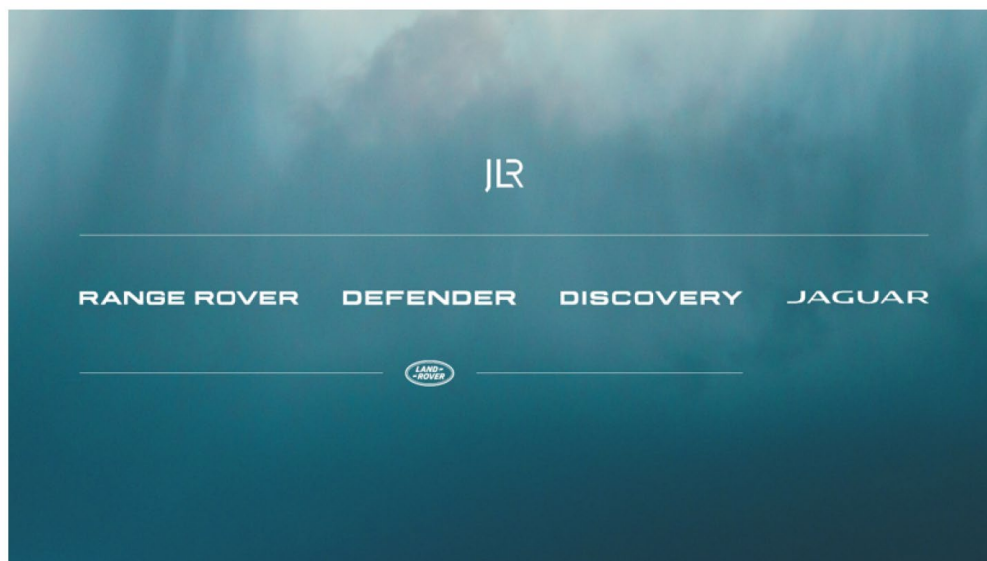 JLR
RANGE ROVER DEFENDER DISCOVERY JAGUAR
LAND-
-ROVER